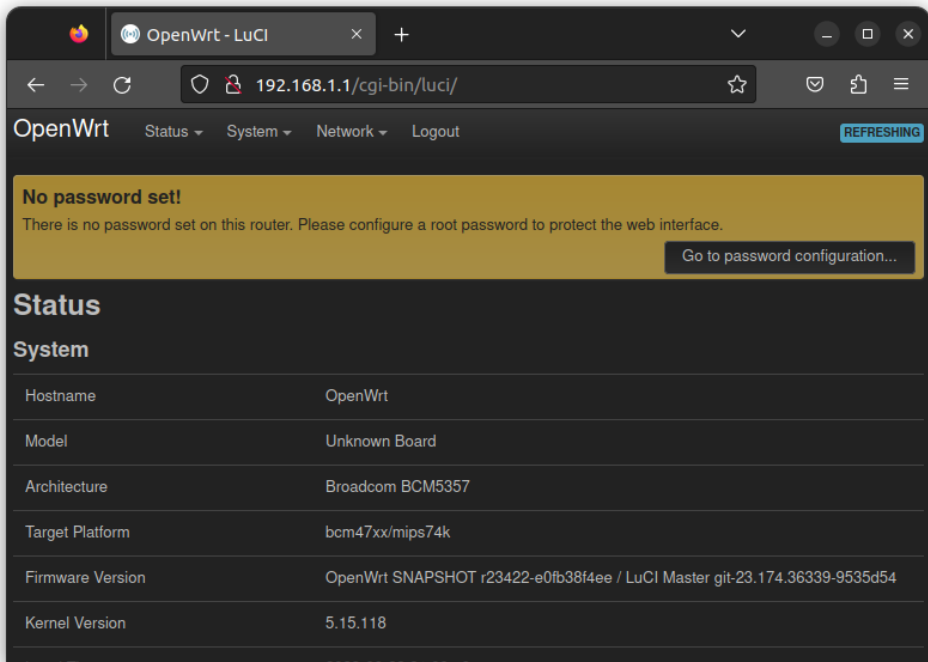 OpenWrt - LuCI
192.168.1.1/cgi-bin/luci/
OpenWrt Status System Network Logout REFRESHING
No password set!
There is no password set on this router. Please configure a root password to protect the web interface.
Go to password configuration...
Status
System
Hostname OpenWrt
Model Unknown Board
Architecture Broadcom BCM5357
Target Platform bcm47xx/mips74k
Firmware Version OpenWrt SNAPSHOT r23422-e0fb38f4ee / LuCI Master git-23.174.36339-9535d54
Kernel Version 5.15.118